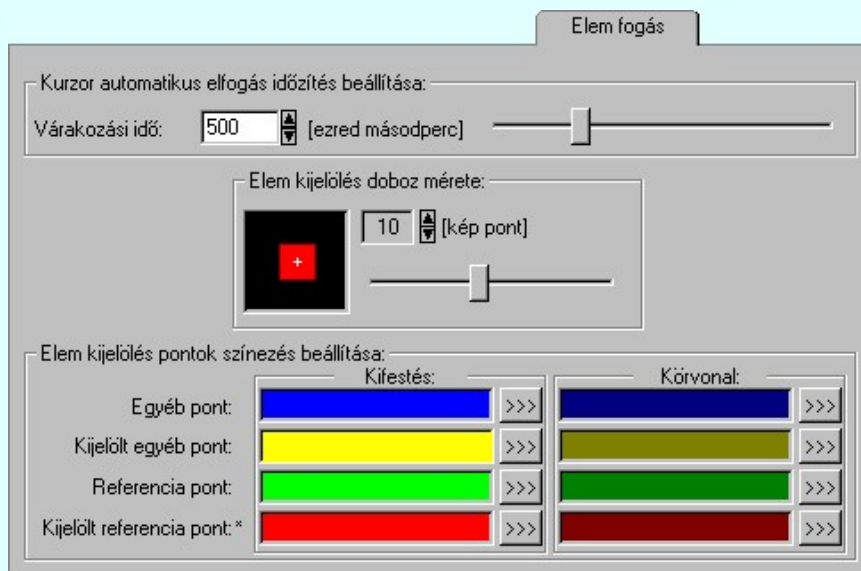 Elem fogás
Kurzor automatikus elfogás időzítés beállítása:
Várakozási idő: 500 [ezred másodperc]
Elem kijelölés doboz mérete:
10 [kép pont]
Elem kijelölés pontok színezés beállítása:
Kifestés: Körvonal:
Egyéb pont: >>> >>>
Kijelölt egyéb pont: >>> >>>
Referencia pont: >>> >>>
Kijelölt referencia pont:* >>> >>>